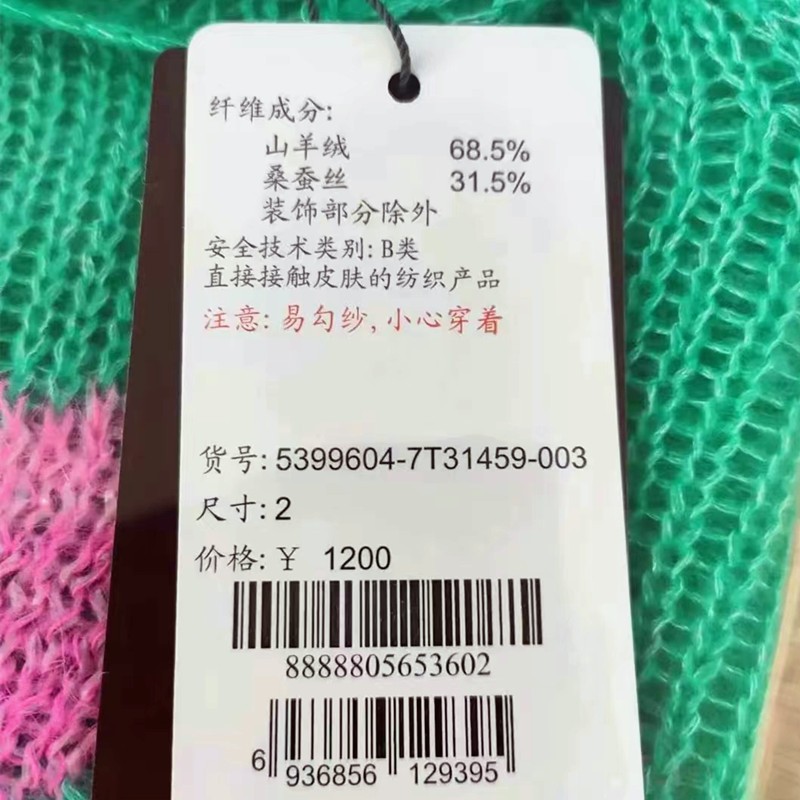 纤维成分:
山羊绒 68.5%
桑蚕丝 31.5%
装饰部分除外
安全技术类别: B类
直接接触皮肤的纺织产品
注意: 易勾纱, 小心穿着
货号: 5399604-7T31459-003
尺寸: 2
价格: ¥ 1200
8888805653602
6 936856 129395